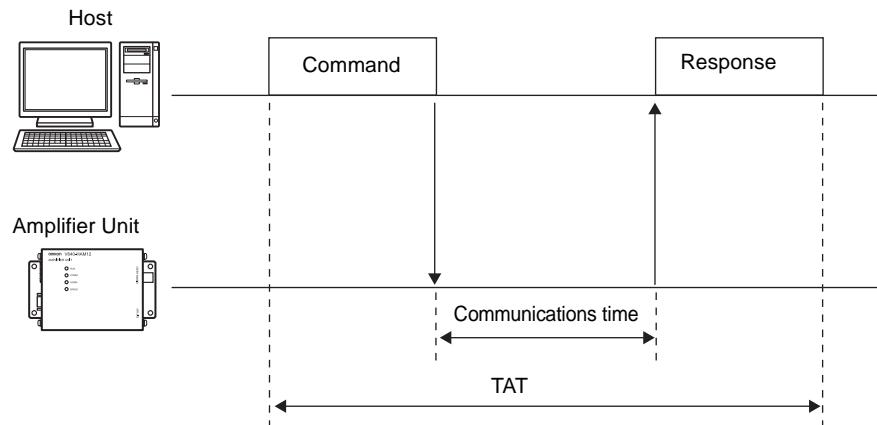 Host
Command
Response
Amplifier Unit
Communications time
TAT